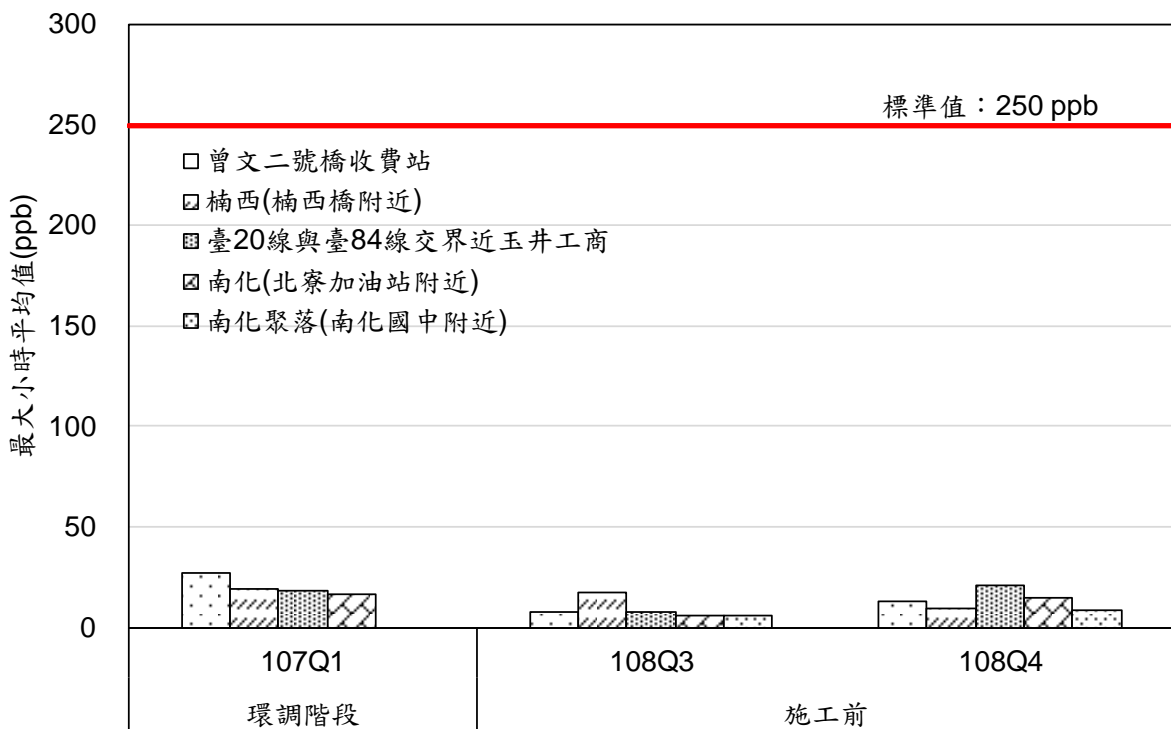 300
250
200
150
100
50
0
最大小時平均值(ppb)
標準值：250 ppb
曾文二號橋收費站
楠西(楠西橋附近)
臺20線與臺84線交界近玉井工商
南化(北寮加油站附近)
南化聚落(南化國中附近)
107Q1
108Q3
108Q4
環調階段
施工前